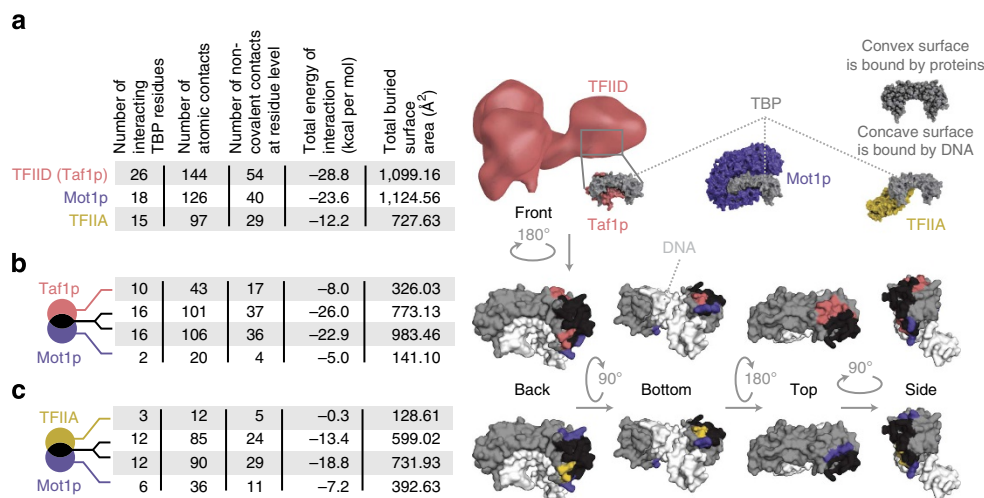 a
Number of
interacting
TBP residues
Number of
atomic contacts
Number of non-
covalent contacts
at residue level
Total energy of
interaction
(kcal per mol)
Total buried
surface
area (Å2)
TFIID (Taf1p) 26 144 54 –28.8 1,099.16
Mot1p 18 126 40 –23.6 1,124.56
TFIIA 15 97 29 –12.2 727.63
TFIID
Taf1p
TBP
Mot1p
TFIIA
Convex surface
is bound by proteins
Concave surface
is bound by DNA
Front
180°
DNA
b
Taf1p
10 43 17 –8.0 326.03
16 101 37 –26.0 773.13
16 106 36 –22.9 983.46
Mot1p
2 20 4 –5.0 141.10
Back
90°
Bottom
180°
Top
90°
Side
c
TFIIA
3 12 5 –0.3 128.61
12 85 24 –13.4 599.02
12 90 29 –18.8 731.93
Mot1p
6 36 11 –7.2 392.63